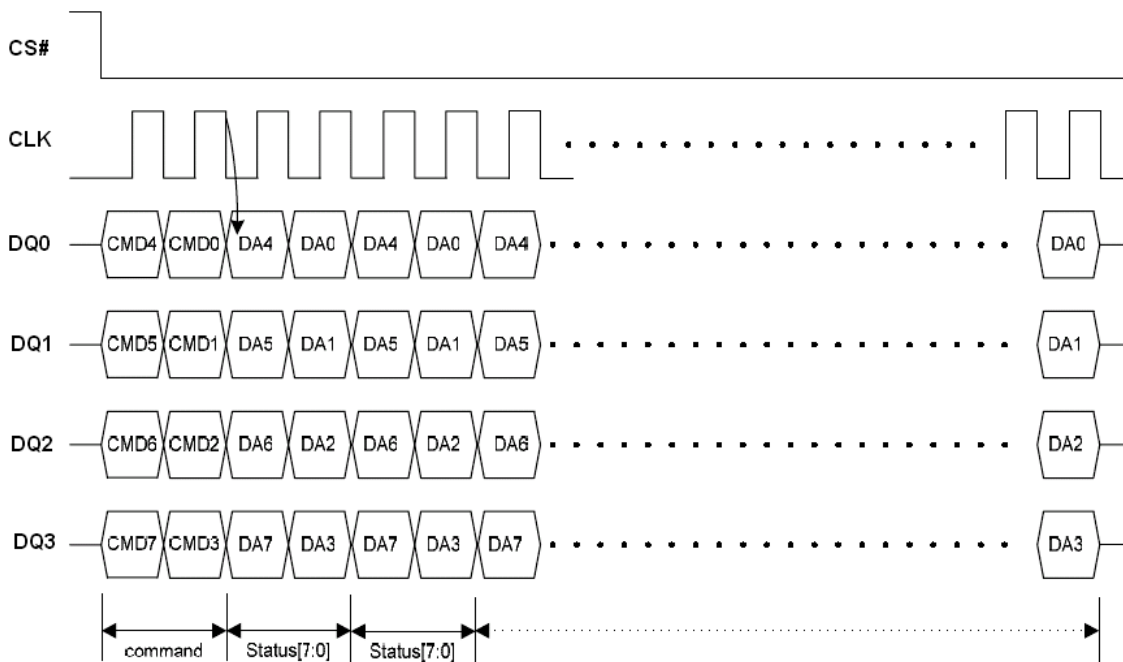 CS#
CLK
DQ0 CMD4 CMD0 DA4 DA0 DA4 DA0 DA4 DA0
DQ1 CMD5 CMD1 DA5 DA1 DA5 DA1 DA5 DA1
DQ2 CMD6 CMD2 DA6 DA2 DA6 DA2 DA6 DA2
DQ3 CMD7 CMD3 DA7 DA3 DA7 DA3 DA7 DA3
command Status[7:0] Status[7:0]